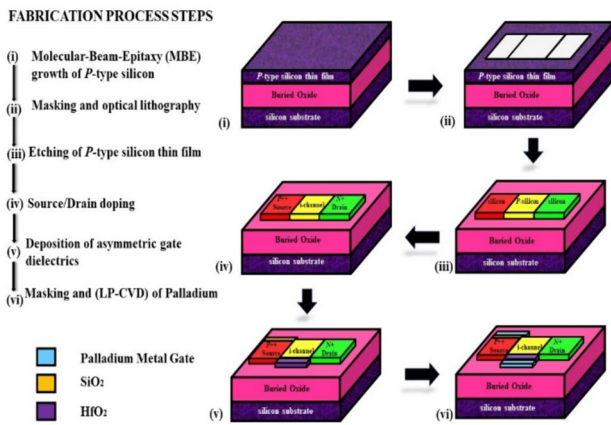 FABRICATION PROCESS STEPS
(i) Molecular-Beam-Epitaxy (MBE)
growth of P-type silicon
(ii) Masking and optical lithography
(iii) Etching of P-type silicon thin film
(iv) Source/Drain doping
(v) Deposition of asymmetric gate
dielectrics
(vi) Masking and (LP-CVD) of Palladium
Palladium Metal Gate
SiO2
HfO2
P-type silicon thin film
Buried Oxide
silicon substrate
(i)
P-type silicon thin film
Buried Oxide
silicon substrate
(ii)
P++
Source
i-channel
N+
Drain
Buried Oxide
silicon substrate
(iv)
silicon
P-silicon
silicon
Buried Oxide
silicon substrate
(iii)
P++
Source
i-channel
N+
Drain
Buried Oxide
silicon substrate
(v)
P++
Source
i-channel
N+
Drain
Buried Oxide
silicon substrate
(vi)